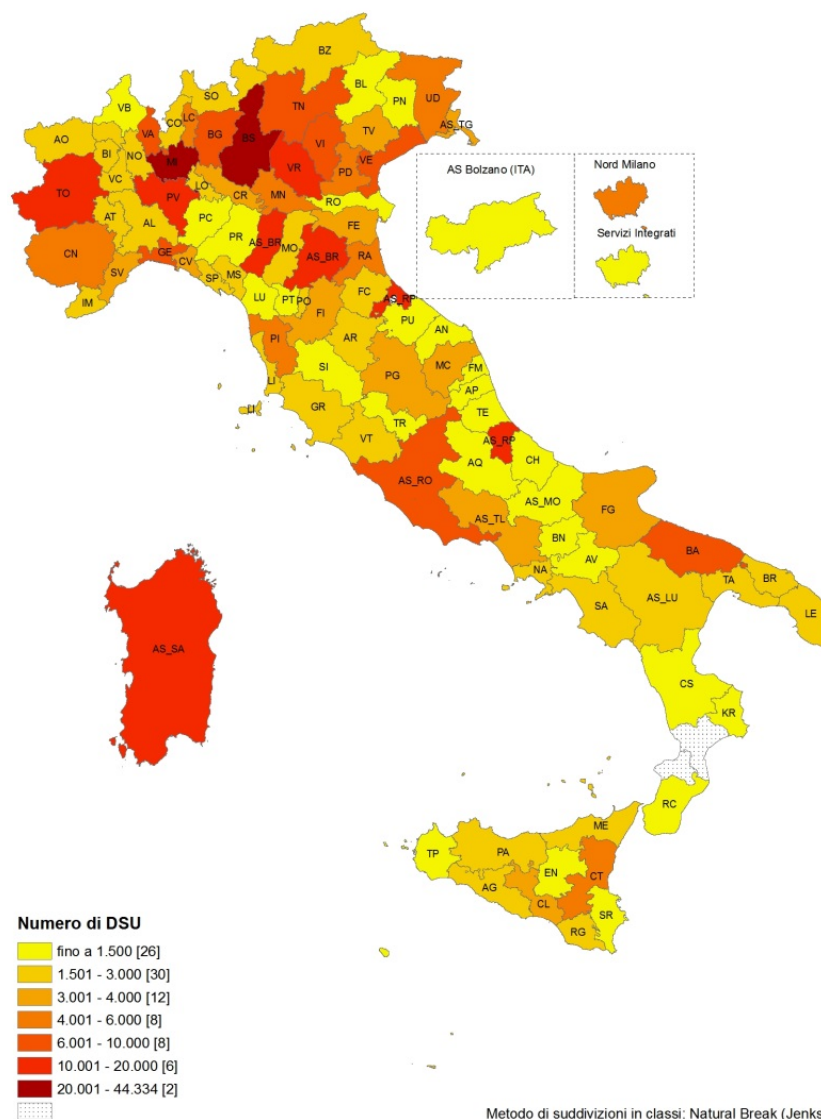 BZ
SO
VB
BL
PN
UD
LC
CO
TN
AS_TG
VA
BG
BS
VI
TV
AO
BI
NO
MI
VR
VE
PD
VC
LO
TO
PV
CR
MN
RO
AT
AL
PC
PR
AS_BR
MO
AS_BR
FE
CN
GE
CV
RA
SV
SP
MS
FC
AS_RP
IM
LU
PT
PO
FI
PU
AN
AR
PI
SI
PG
MC
FM
LI
AP
LI
GR
TE
TR
VT
AS_RP
AQ
CH
AS_RO
AS_MO
AS_TL
FG
BN
BA
AV
NA
AS_LU
TA
BR
SA
LE
AS_SA
CS
KR
RC
ME
TP
PA
EN
CT
AG
CL
SR
RG
AS Bolzano (ITA)
Nord Milano
Servizi Integrati
Numero di DSU
fino a 1.500 [26]
1.501 - 3.000 [30]
3.001 - 4.000 [12]
4.001 - 6.000 [8]
6.001 - 10.000 [8]
10.001 - 20.000 [6]
20.001 - 44.334 [2]
Metodo di suddivizioni in classi: Natural Break (Jenks